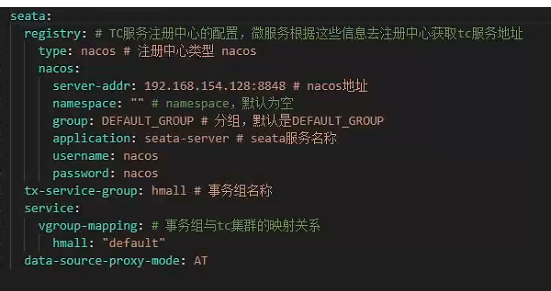 seata:
  registry: # TC服务注册中心的配置，微服务根据这些信息去注册中心获取tc服务地址
    type: nacos # 注册中心类型 nacos
    nacos:
      server-addr: 192.168.154.128:8848 # nacos地址
      namespace: "" # namespace，默认为空
      group: DEFAULT_GROUP # 分组，默认是DEFAULT_GROUP
      application: seata-server # seata服务名称
      username: nacos
      password: nacos
  tx-service-group: hmall # 事务组名称
  service:
    vgroup-mapping: # 事务组与tc集群的映射关系
      hmall: "default"
  data-source-proxy-mode: AT